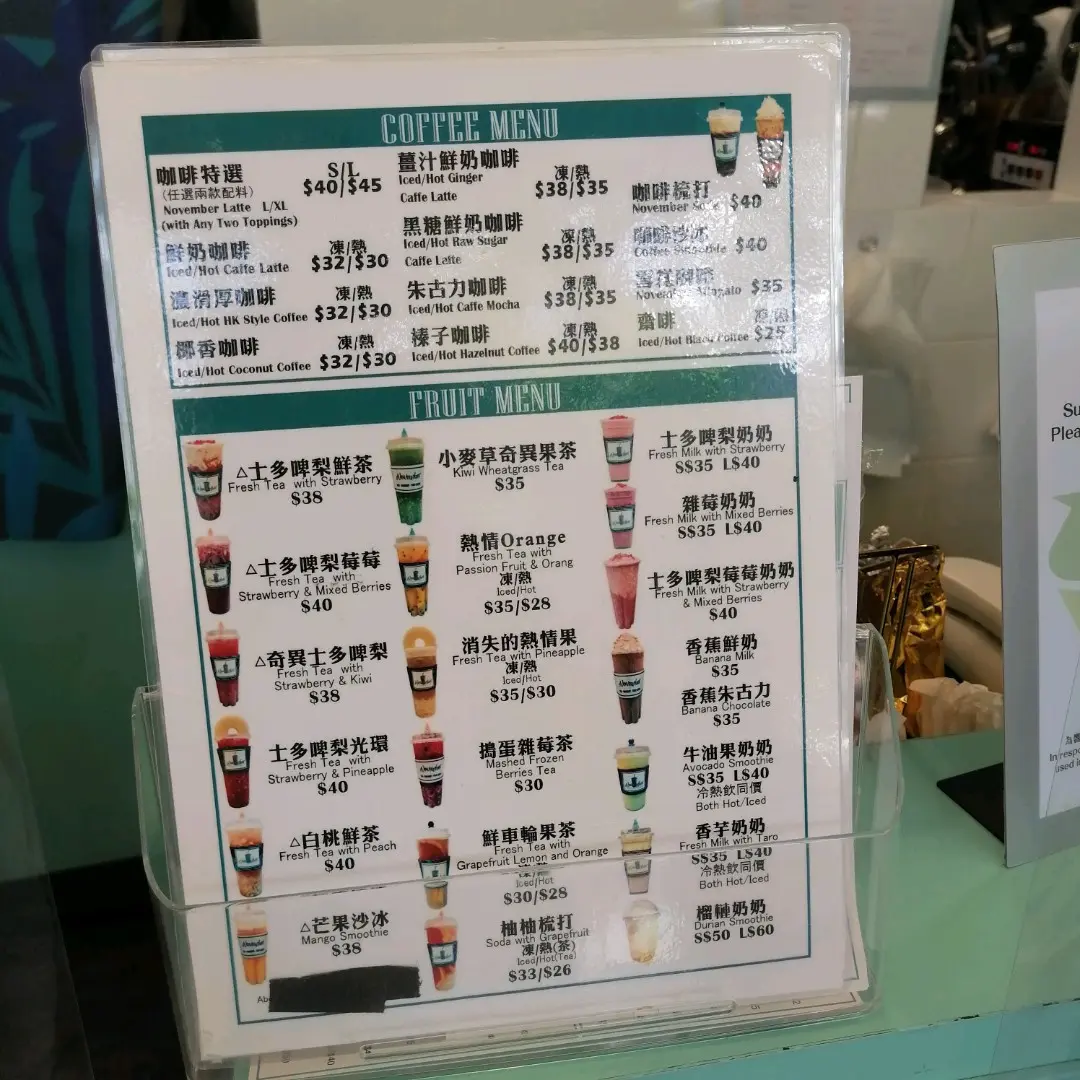 COFFEE MENU
咖啡特選
(任選兩款配料)
November Latte L/XL
(with Any Two Toppings)
S/L
$40/$45
鮮奶咖啡
Iced/Hot Caffe Latte
凍/熱
$32/$30
濃滑厚咖啡
Iced/Hot HK Style Coffee
凍/熱
$32/$30
椰香咖啡
Iced/Hot Coconut Coffee
凍/熱
$32/$30
薑汁鮮奶咖啡
Iced/Hot Ginger
Caffe Latte
凍/熱
$38/$35
黑糖鮮奶咖啡
Iced/Hot Raw Sugar
Caffe Latte
凍/熱
$38/$35
朱古力咖啡
Iced/Hot Caffe Mocha
凍/熱
$38/$35
榛子咖啡
Iced/Hot Hazelnut Coffee
凍/熱
$40/$38
咖啡梳打
November
$40
咖啡沙冰
Coffee Smoothie
$40
$35
齋啡
Iced/Hot Black Coffee
$25
FRUIT MENU
△士多啤梨鮮茶
Fresh Tea with Strawberry
$38
△士多啤梨莓莓
Fresh Tea with
Strawberry & Mixed Berries
$40
△奇異士多啤梨
Fresh Tea with
Strawberry & Kiwi
$38
士多啤梨光環
Fresh Tea with
Strawberry & Pineapple
$40
△白桃鮮茶
Fresh Tea with Peach
$40
△芒果沙冰
Mango Smoothie
$38
小麥草奇異果茶
Kiwi Wheatgrass Tea
$35
熱情Orange
Fresh Tea with
Passion Fruit & Orang
凍/熱
Iced/Hot
$35/$28
消失的熱情果
Fresh Tea with Pineapple
凍/熱
Iced/Hot
$35/$30
搗蛋雜莓茶
Mashed Frozen
Berries Tea
$30
鮮車輪果茶
Fresh Tea with
Grapefruit Lemon and Orange
凍/熱
Iced/Hot
$30/$28
柚柚梳打
Soda with Grapefruit
凍/熱(茶)
Iced/Hot(Tea)
$33/$26
士多啤梨奶奶
Fresh Milk with Strawberry
S$35 L$40
雜莓奶奶
Fresh Milk with Mixed Berries
S$35 L$40
士多啤梨莓莓奶奶
Fresh Milk with Strawberry
& Mixed Berries
$40
香蕉鮮奶
Banana Milk
$35
香蕉朱古力
Banana Chocolate
$35
牛油果奶奶
Avocado Smoothie
S$35 L$40
冷熱飲同價
Both Hot/Iced
香芋奶奶
Fresh Milk with Taro
S$35 L$40
冷熱飲同價
Both Hot/Iced
榴槤奶奶
Durian Smoothie
S$50 L$60
Su
Plea
In respo
used i